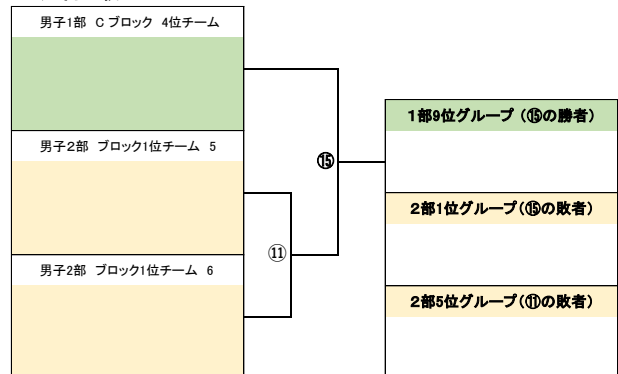 男子1部 C ブロック 4位チーム
男子2部 ブロック1位チーム 5
男子2部 ブロック1位チーム 6
⑮
⑪
1部9位グループ（⑮の勝者）
2部1位グループ（⑮の敗者）
2部5位グループ（⑪の敗者）